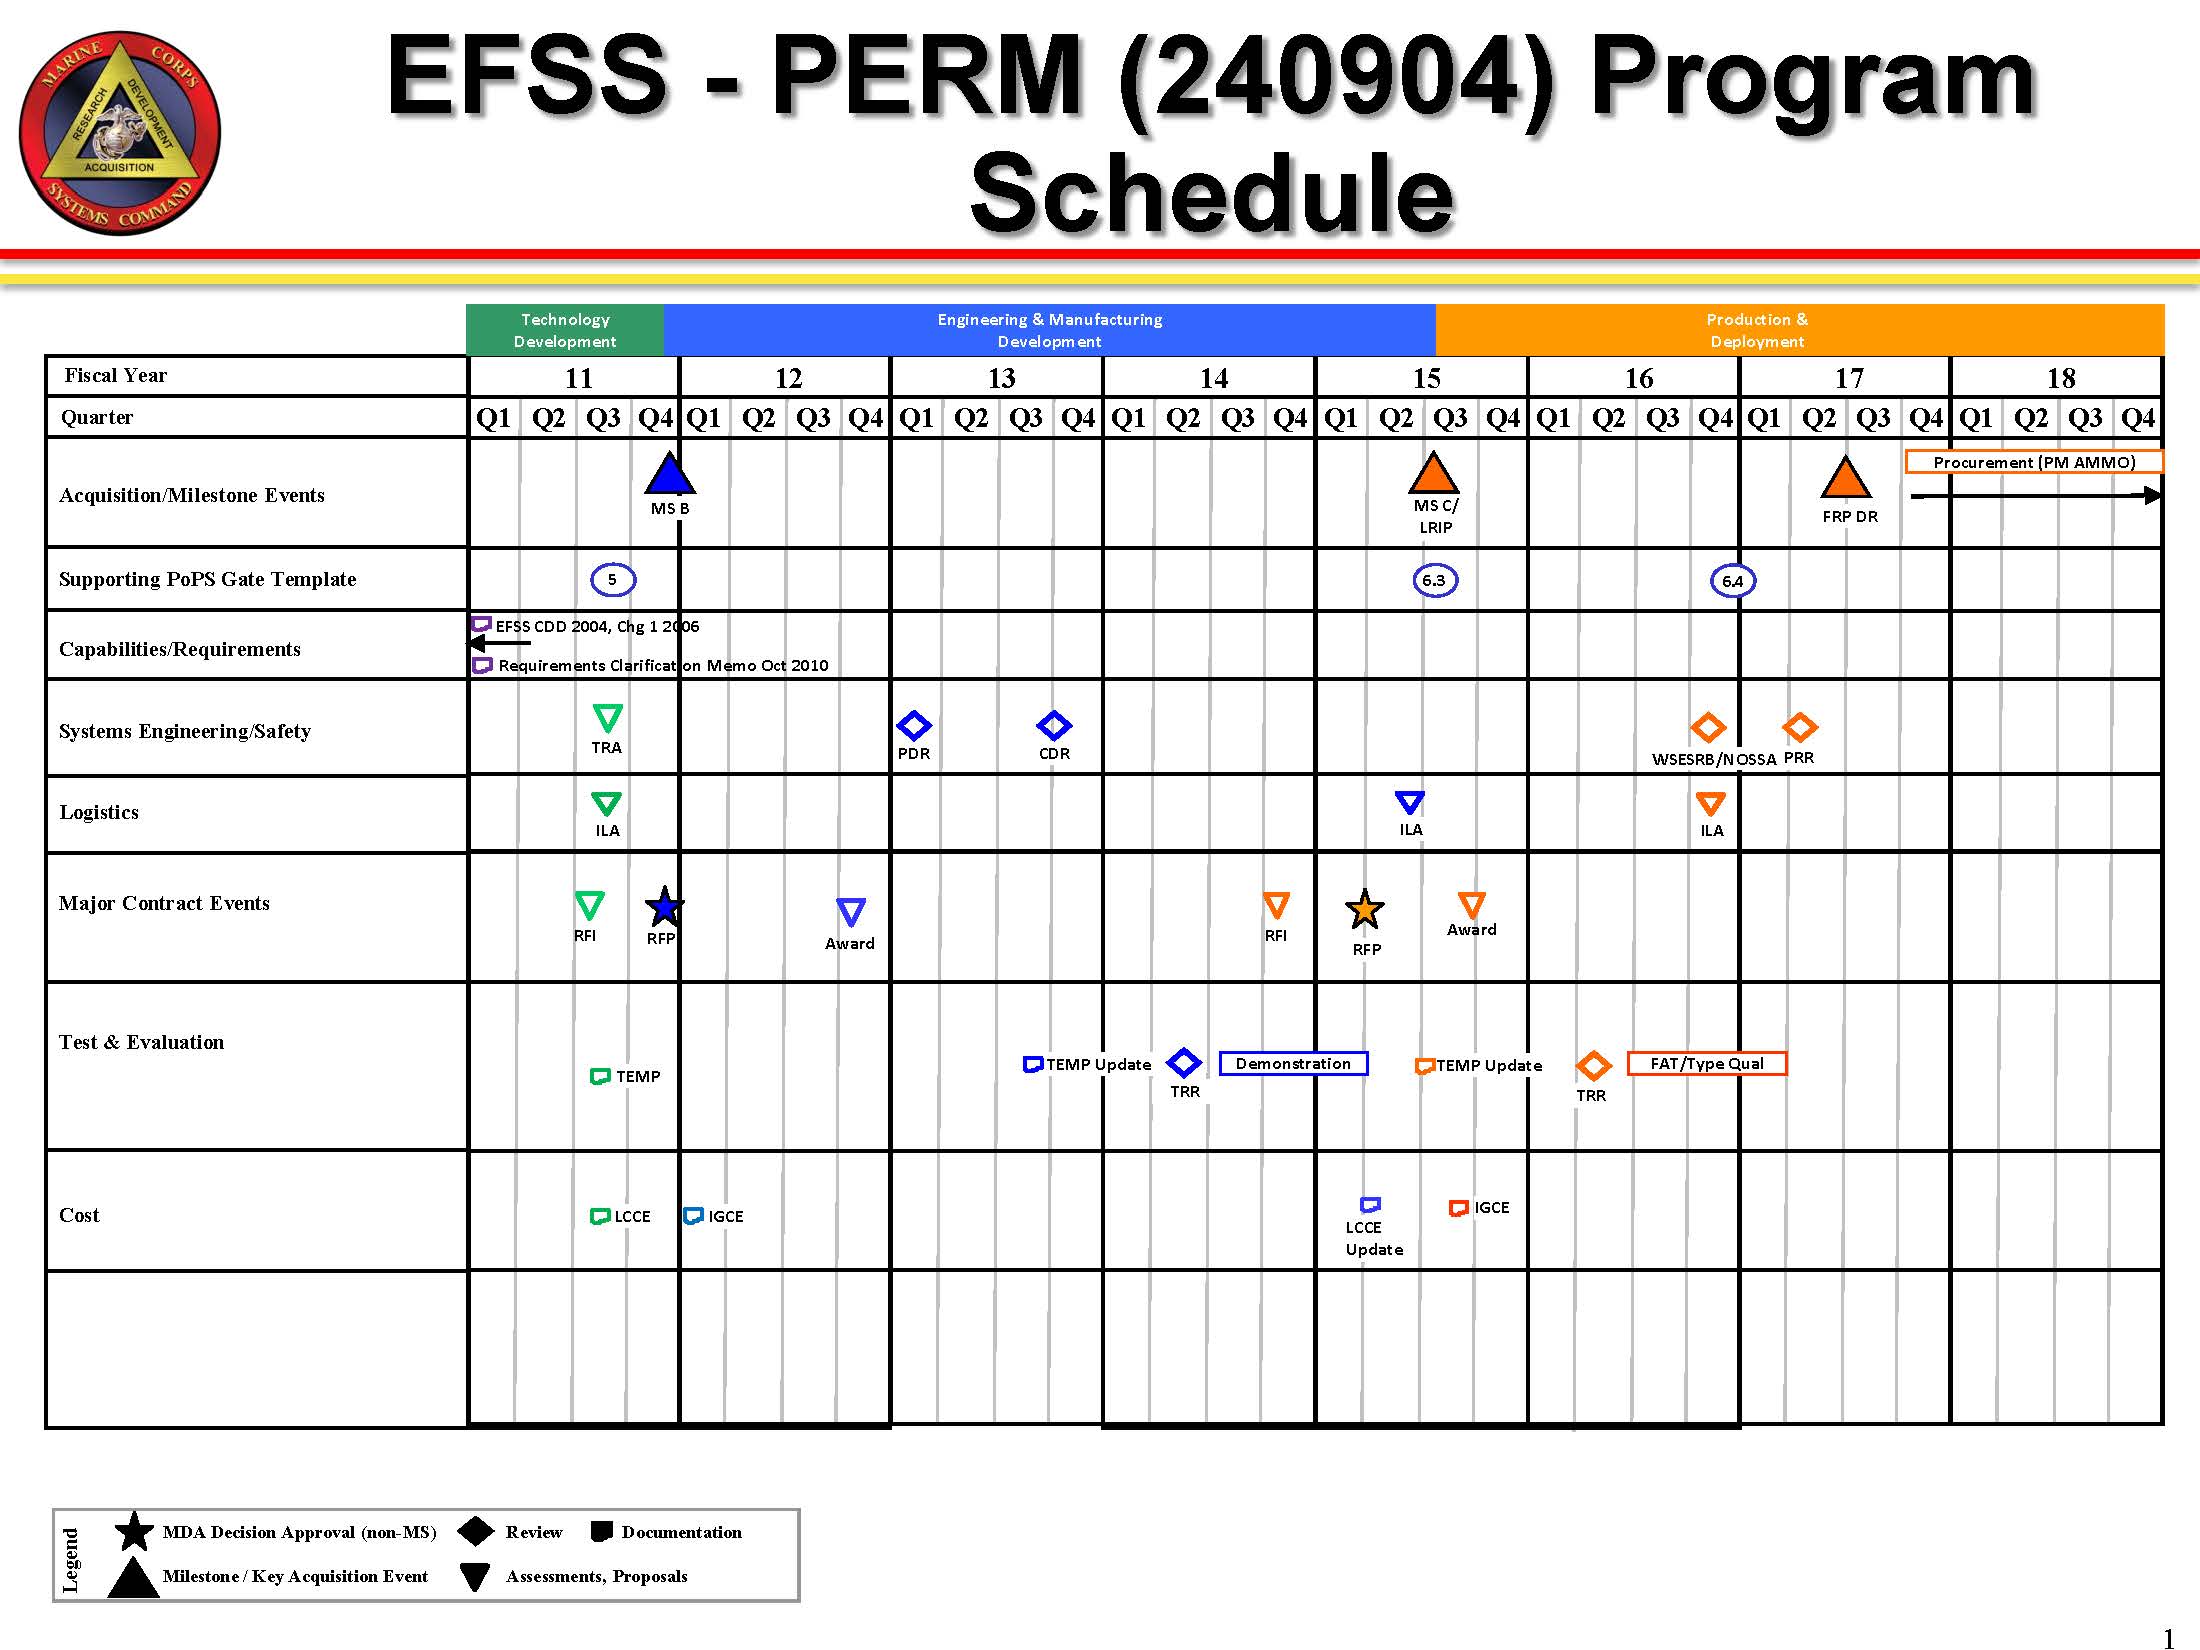 EFSS - PERM (240904) Program
Schedule
MARINE CORPS
RESEARCH
DEVELOPMENT
ACQUISITION
SYSTEMS COMMAND
Technology
Development
Engineering & Manufacturing
Development
Production &
Deployment
Fiscal Year 11 12 13 14 15 16 17 18
Quarter Q1 Q2 Q3 Q4 Q1 Q2 Q3 Q4 Q1 Q2 Q3 Q4 Q1 Q2 Q3 Q4 Q1 Q2 Q3 Q4 Q1 Q2 Q3 Q4 Q1 Q2 Q3 Q4 Q1 Q2 Q3 Q4
Acquisition/Milestone Events
MS B
MS C/
LRIP
FRP DR
Procurement (PM AMMO)
Supporting PoPS Gate Template 5 6.3 6.4
Capabilities/Requirements
EFSS CDD 2004, Chg 1 2006
Requirements Clarification Memo Oct 2010
Systems Engineering/Safety
TRA PDR CDR WSESRB/NOSSA PRR
Logistics
ILA ILA ILA
Major Contract Events
RFI RFP Award RFI RFP Award
Test & Evaluation
TEMP
TEMP Update
TRR
Demonstration
TEMP Update
TRR
FAT/Type Qual
Cost
LCCE
IGCE
LCCE
Update
IGCE
Legend
MDA Decision Approval (non-MS) Review Documentation
Milestone / Key Acquisition Event Assessments, Proposals
1